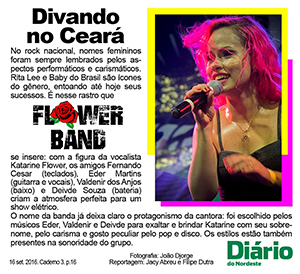 Divando
no Ceará
No rock nacional, nomes femininos
foram sempre lembrados pelos as-
pectos performáticos e carismáticos.
Rita Lee e Baby do Brasil são ícones
do gênero, entoando até hoje seus
sucessos. É nesse rastro que
FLOWER
BAND
se insere: com a figura da vocalista
Katarine Flower, os amigos Fernando
Cesar (teclados), Eder Martins
(guitarra e vocais), Valdenir dos Anjos
(baixo) e Deivde Souza (bateria)
criam a atmosfera perfeita para um
show elétrico.
O nome da banda já deixa claro o protagonismo da cantora: foi escolhido pelos
músicos Eder, Valdenir e Deivde para exaltar e brindar Katarine com seu sobre-
nome, pelo carisma e gosto peculiar pelo pop e disco. Os estilos estão também
presentes na sonoridade do grupo.
Fotografia: João Djorge
16 set. 2016. Caderno 3. p.16
Reportagem: Jacy Abreu e Filipe Dutra
Diário
do Nordeste